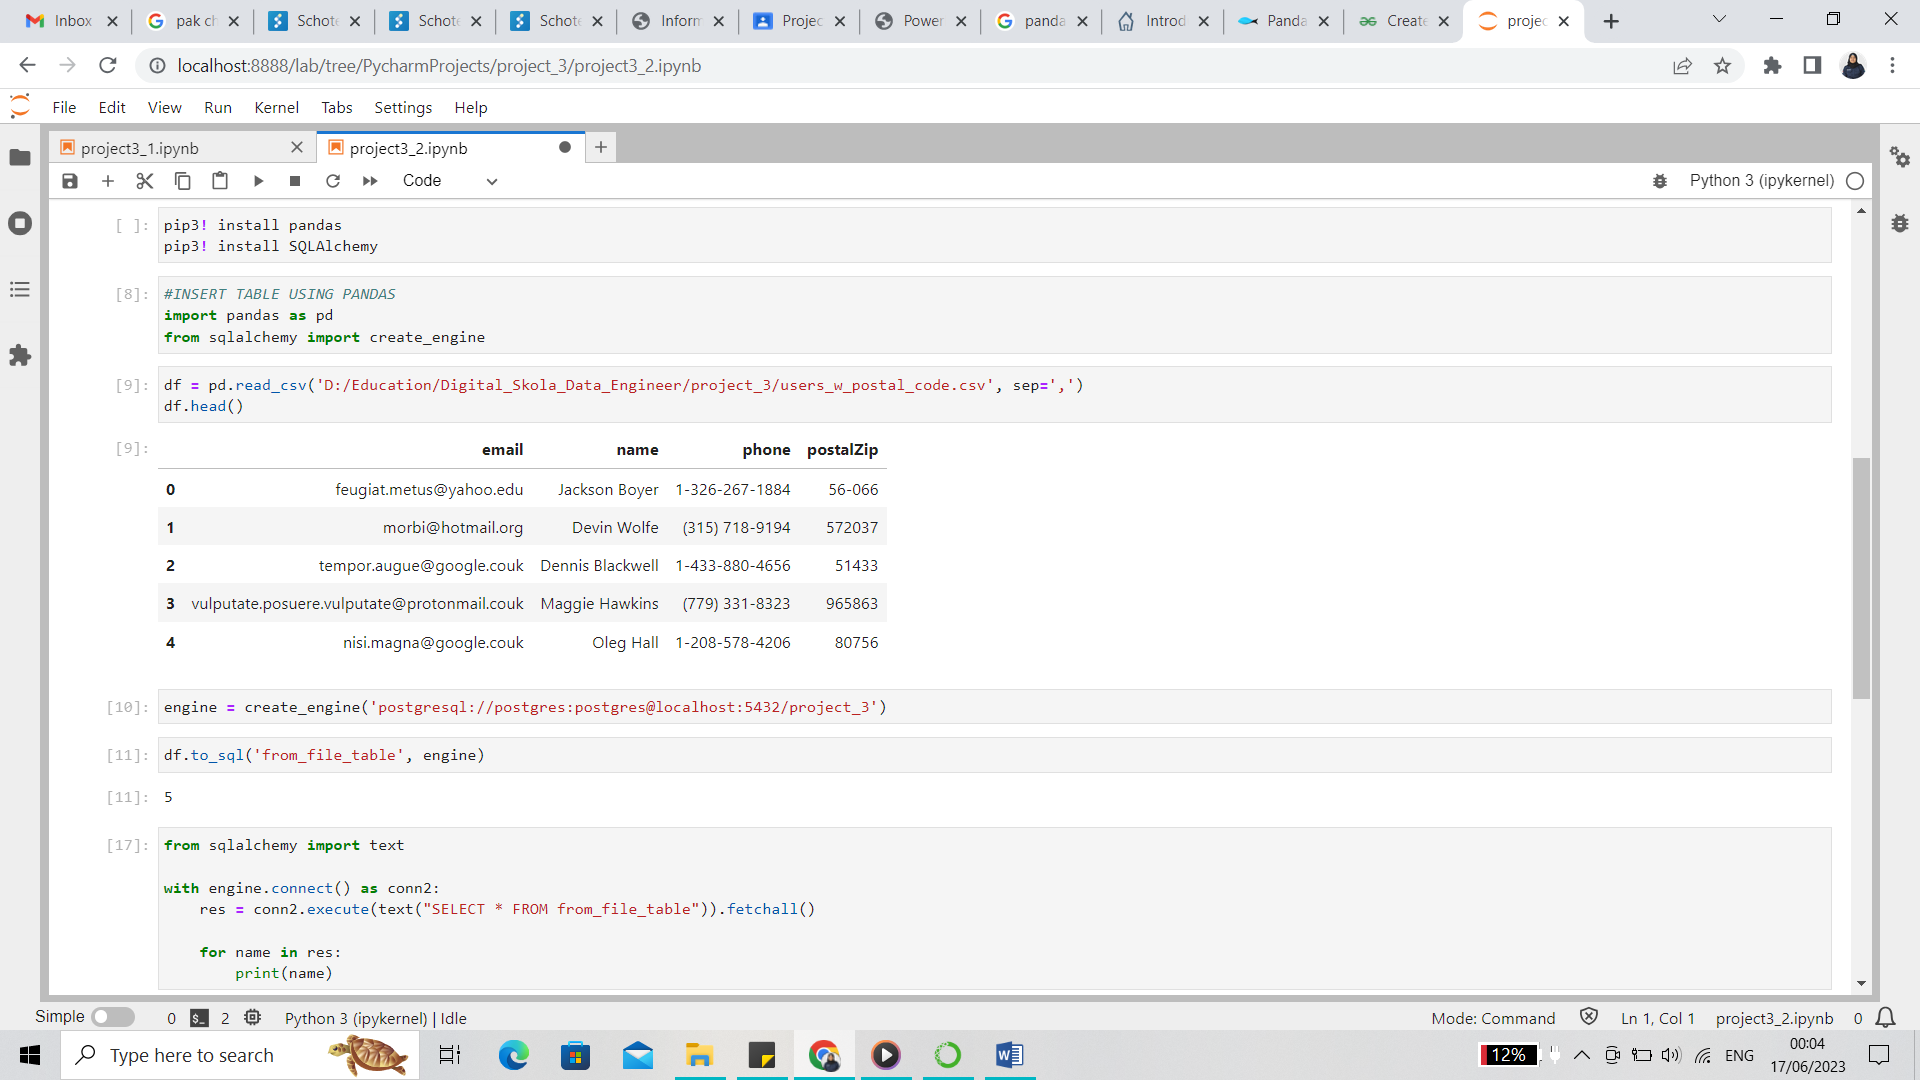 Inbox
pak ch
Schote
Schote
Schote
Inform
Projec
Power
panda
Introd
Panda
Create
projec
localhost:8888/lab/tree/PycharmProjects/project_3/project3_2.ipynb
File Edit View Run Kernel Tabs Settings Help
project3_1.ipynb
project3_2.ipynb
Code
Python 3 (ipykernel)
[ ]:
pip3! install pandas
pip3! install SQLAlchemy
[8]:
#INSERT TABLE USING PANDAS
import pandas as pd
from sqlalchemy import create_engine
[9]:
df = pd.read_csv('D:/Education/Digital_Skola_Data_Engineer/project_3/users_w_postal_code.csv', sep=',')
df.head()
[9]:
email name phone postalZip
0 feugiat.metus@yahoo.edu Jackson Boyer 1-326-267-1884 56-066
1 morbi@hotmail.org Devin Wolfe (315) 718-9194 572037
2 tempor.augue@google.couk Dennis Blackwell 1-433-880-4656 51433
3 vulputate.posuere.vulputate@protonmail.couk Maggie Hawkins (779) 331-8323 965863
4 nisi.magna@google.couk Oleg Hall 1-208-578-4206 80756
[10]:
engine = create_engine('postgresql://postgres:postgres@localhost:5432/project_3')
[11]:
df.to_sql('from_file_table', engine)
[11]:
5
[17]:
from sqlalchemy import text
with engine.connect() as conn2:
res = conn2.execute(text("SELECT * FROM from_file_table")).fetchall()
for name in res:
print(name)
Simple 0 $_ 2 Python 3 (ipykernel) | Idle
Mode: Command Ln 1, Col 1 project3_2.ipynb 0
Type here to search
12%
ENG
00:04
17/06/2023